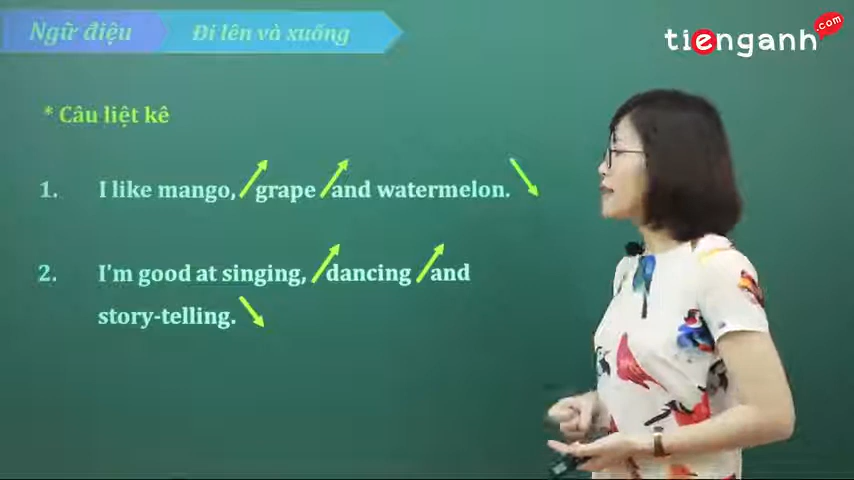 Ngữ điệu
Đi lên và xuống
tienganh.com
* Câu liệt kê
1. I like mango, grape and watermelon.
2. I'm good at singing, dancing and
story-telling.